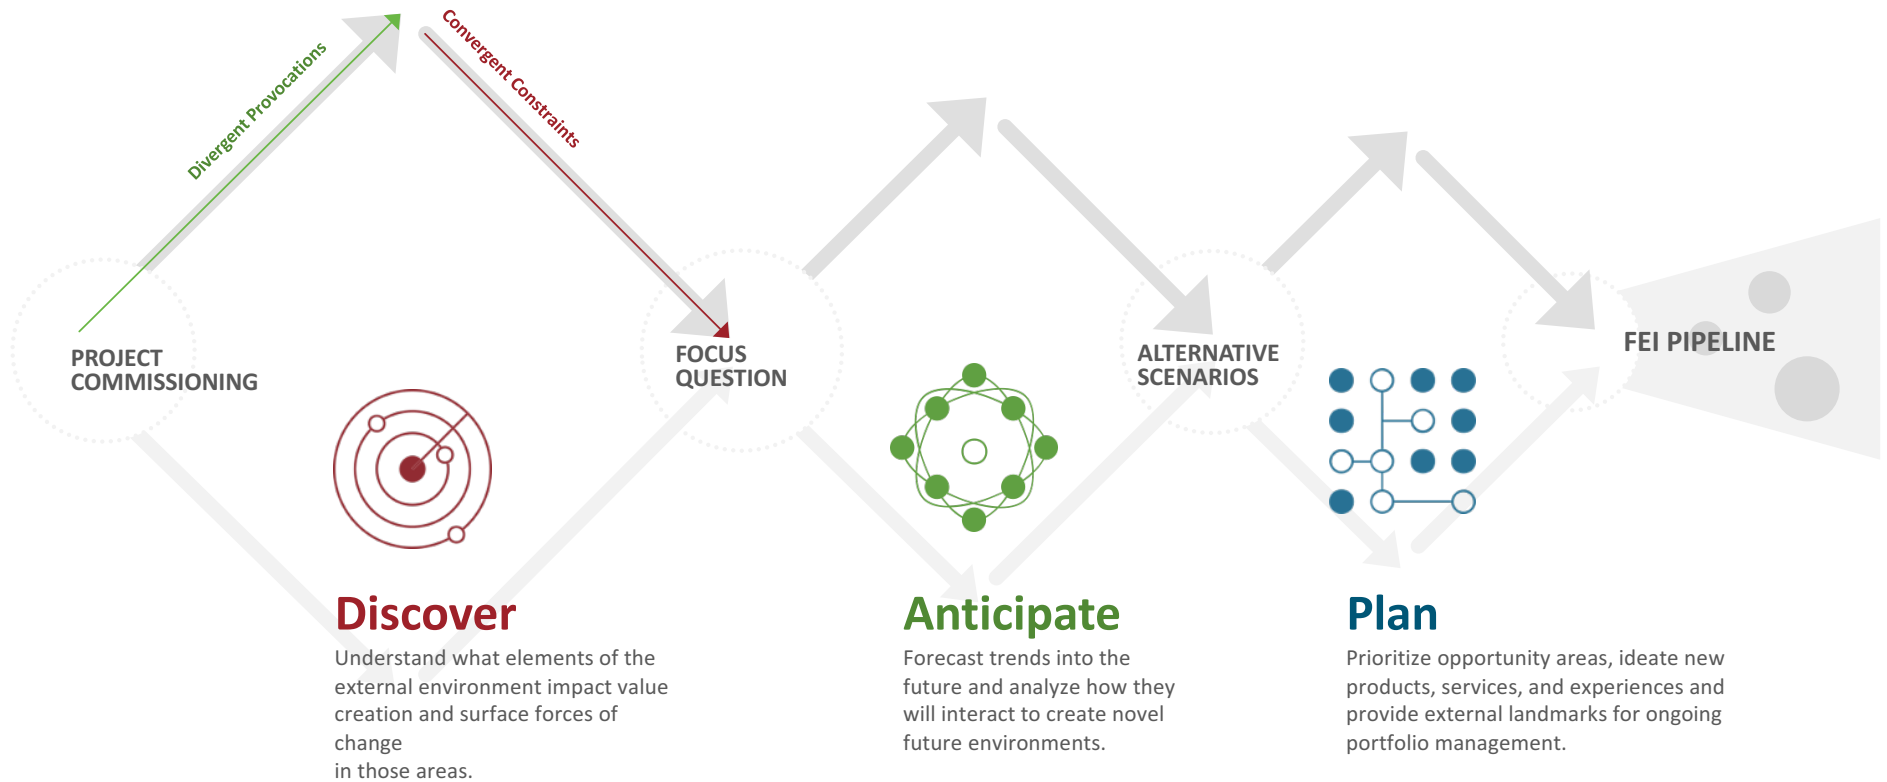 Divergent Provocations
Convergent Constraints
PROJECT
COMMISSIONING
FOCUS
QUESTION
ALTERNATIVE
SCENARIOS
FEI PIPELINE
Discover
Understand what elements of the
external environment impact value
creation and surface forces of
change
in those areas.
Anticipate
Forecast trends into the
future and analyze how they
will interact to create novel
future environments.
Plan
Prioritize opportunity areas, ideate new
products, services, and experiences and
provide external landmarks for ongoing
portfolio management.